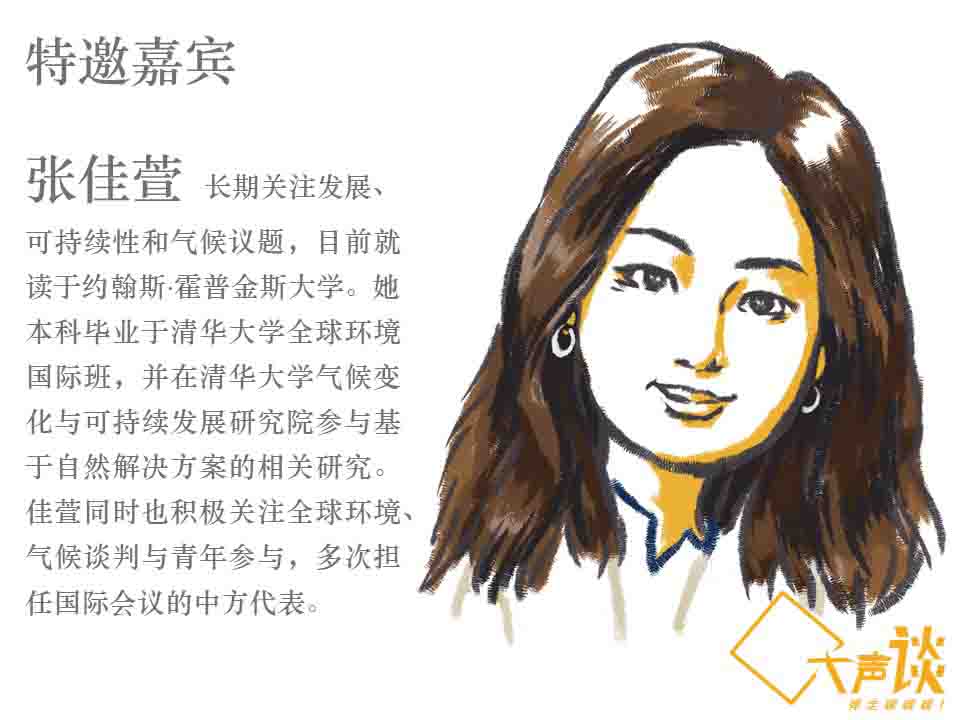 特邀嘉宾
张佳萱 长期关注发展、
可持续性和气候议题，目前就
读于约翰斯·霍普金斯大学。她
本科毕业于清华大学全球环境
国际班，并在清华大学气候变
化与可持续发展研究院参与基
于自然解决方案的相关研究。
佳萱同时也积极关注全球环境、
气候谈判与青年参与，多次担
任国际会议的中方代表。
大声谈